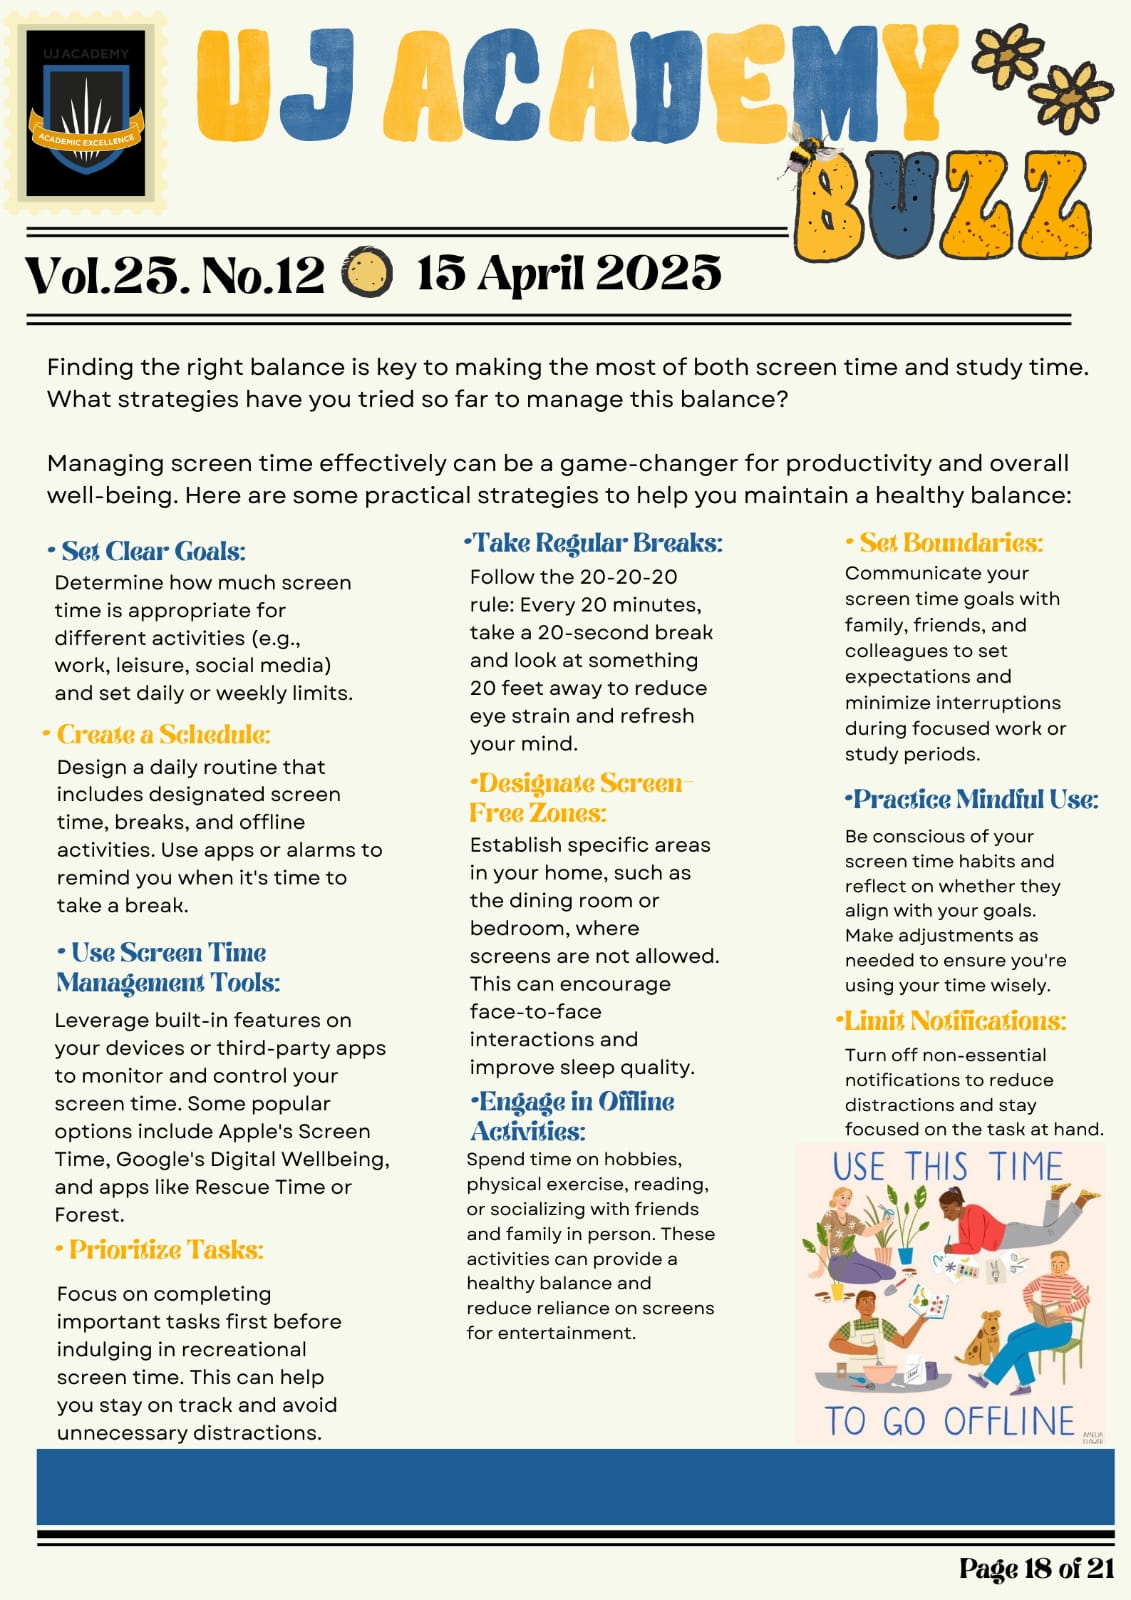 UJ ACADEMY
ACADEMIC EXCELLENCE
UJ ACADEMY
BUZZ
Vol.25. No.12
15 April 2025
Finding the right balance is key to making the most of both screen time and study time.
What strategies have you tried so far to manage this balance?
Managing screen time effectively can be a game-changer for productivity and overall
well-being. Here are some practical strategies to help you maintain a healthy balance:
• Set Clear Goals:
Determine how much screen
time is appropriate for
different activities (e.g.,
work, leisure, social media)
and set daily or weekly limits.
• Create a Schedule:
Design a daily routine that
includes designated screen
time, breaks, and offline
activities. Use apps or alarms to
remind you when it's time to
take a break.
• Use Screen Time
Management Tools:
Leverage built-in features on
your devices or third-party apps
to monitor and control your
screen time. Some popular
options include Apple's Screen
Time, Google's Digital Wellbeing,
and apps like Rescue Time or
Forest.
• Prioritize Tasks:
Focus on completing
important tasks first before
indulging in recreational
screen time. This can help
you stay on track and avoid
unnecessary distractions.
•Take Regular Breaks:
Follow the 20-20-20
rule: Every 20 minutes,
take a 20-second break
and look at something
20 feet away to reduce
eye strain and refresh
your mind.
•Designate Screen-
Free Zones:
Establish specific areas
in your home, such as
the dining room or
bedroom, where
screens are not allowed.
This can encourage
face-to-face
interactions and
improve sleep quality.
•Engage in Offline
Activities:
Spend time on hobbies,
physical exercise, reading,
or socializing with friends
and family in person. These
activities can provide a
healthy balance and
reduce reliance on screens
for entertainment.
• Set Boundaries:
Communicate your
screen time goals with
family, friends, and
colleagues to set
expectations and
minimize interruptions
during focused work or
study periods.
•Practice Mindful Use:
Be conscious of your
screen time habits and
reflect on whether they
align with your goals.
Make adjustments as
needed to ensure you're
using your time wisely.
•Limit Notifications:
Turn off non-essential
notifications to reduce
distractions and stay
focused on the task at hand.
USE THIS TIME
TO GO OFFLINE
AMELIA
FLOWER
Page 18 of 21